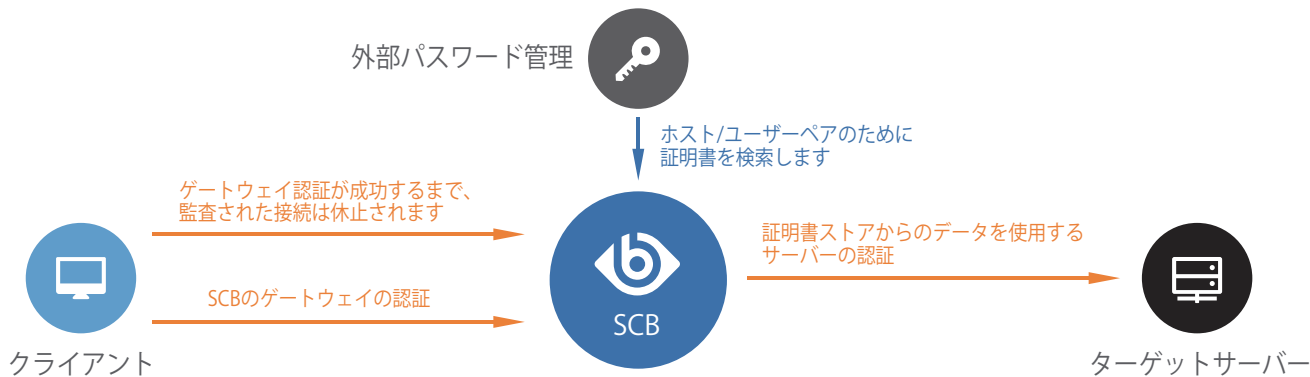 外部パスワード管理
ホスト/ユーザーペアのために
証明書を検索します
ゲートウェイ認証が成功するまで、
監査された接続は休止されます
証明書ストアからのデータを使用する
サーバーの認証
SCBのゲートウェイの認証
SCB
クライアント
ターゲットサーバー